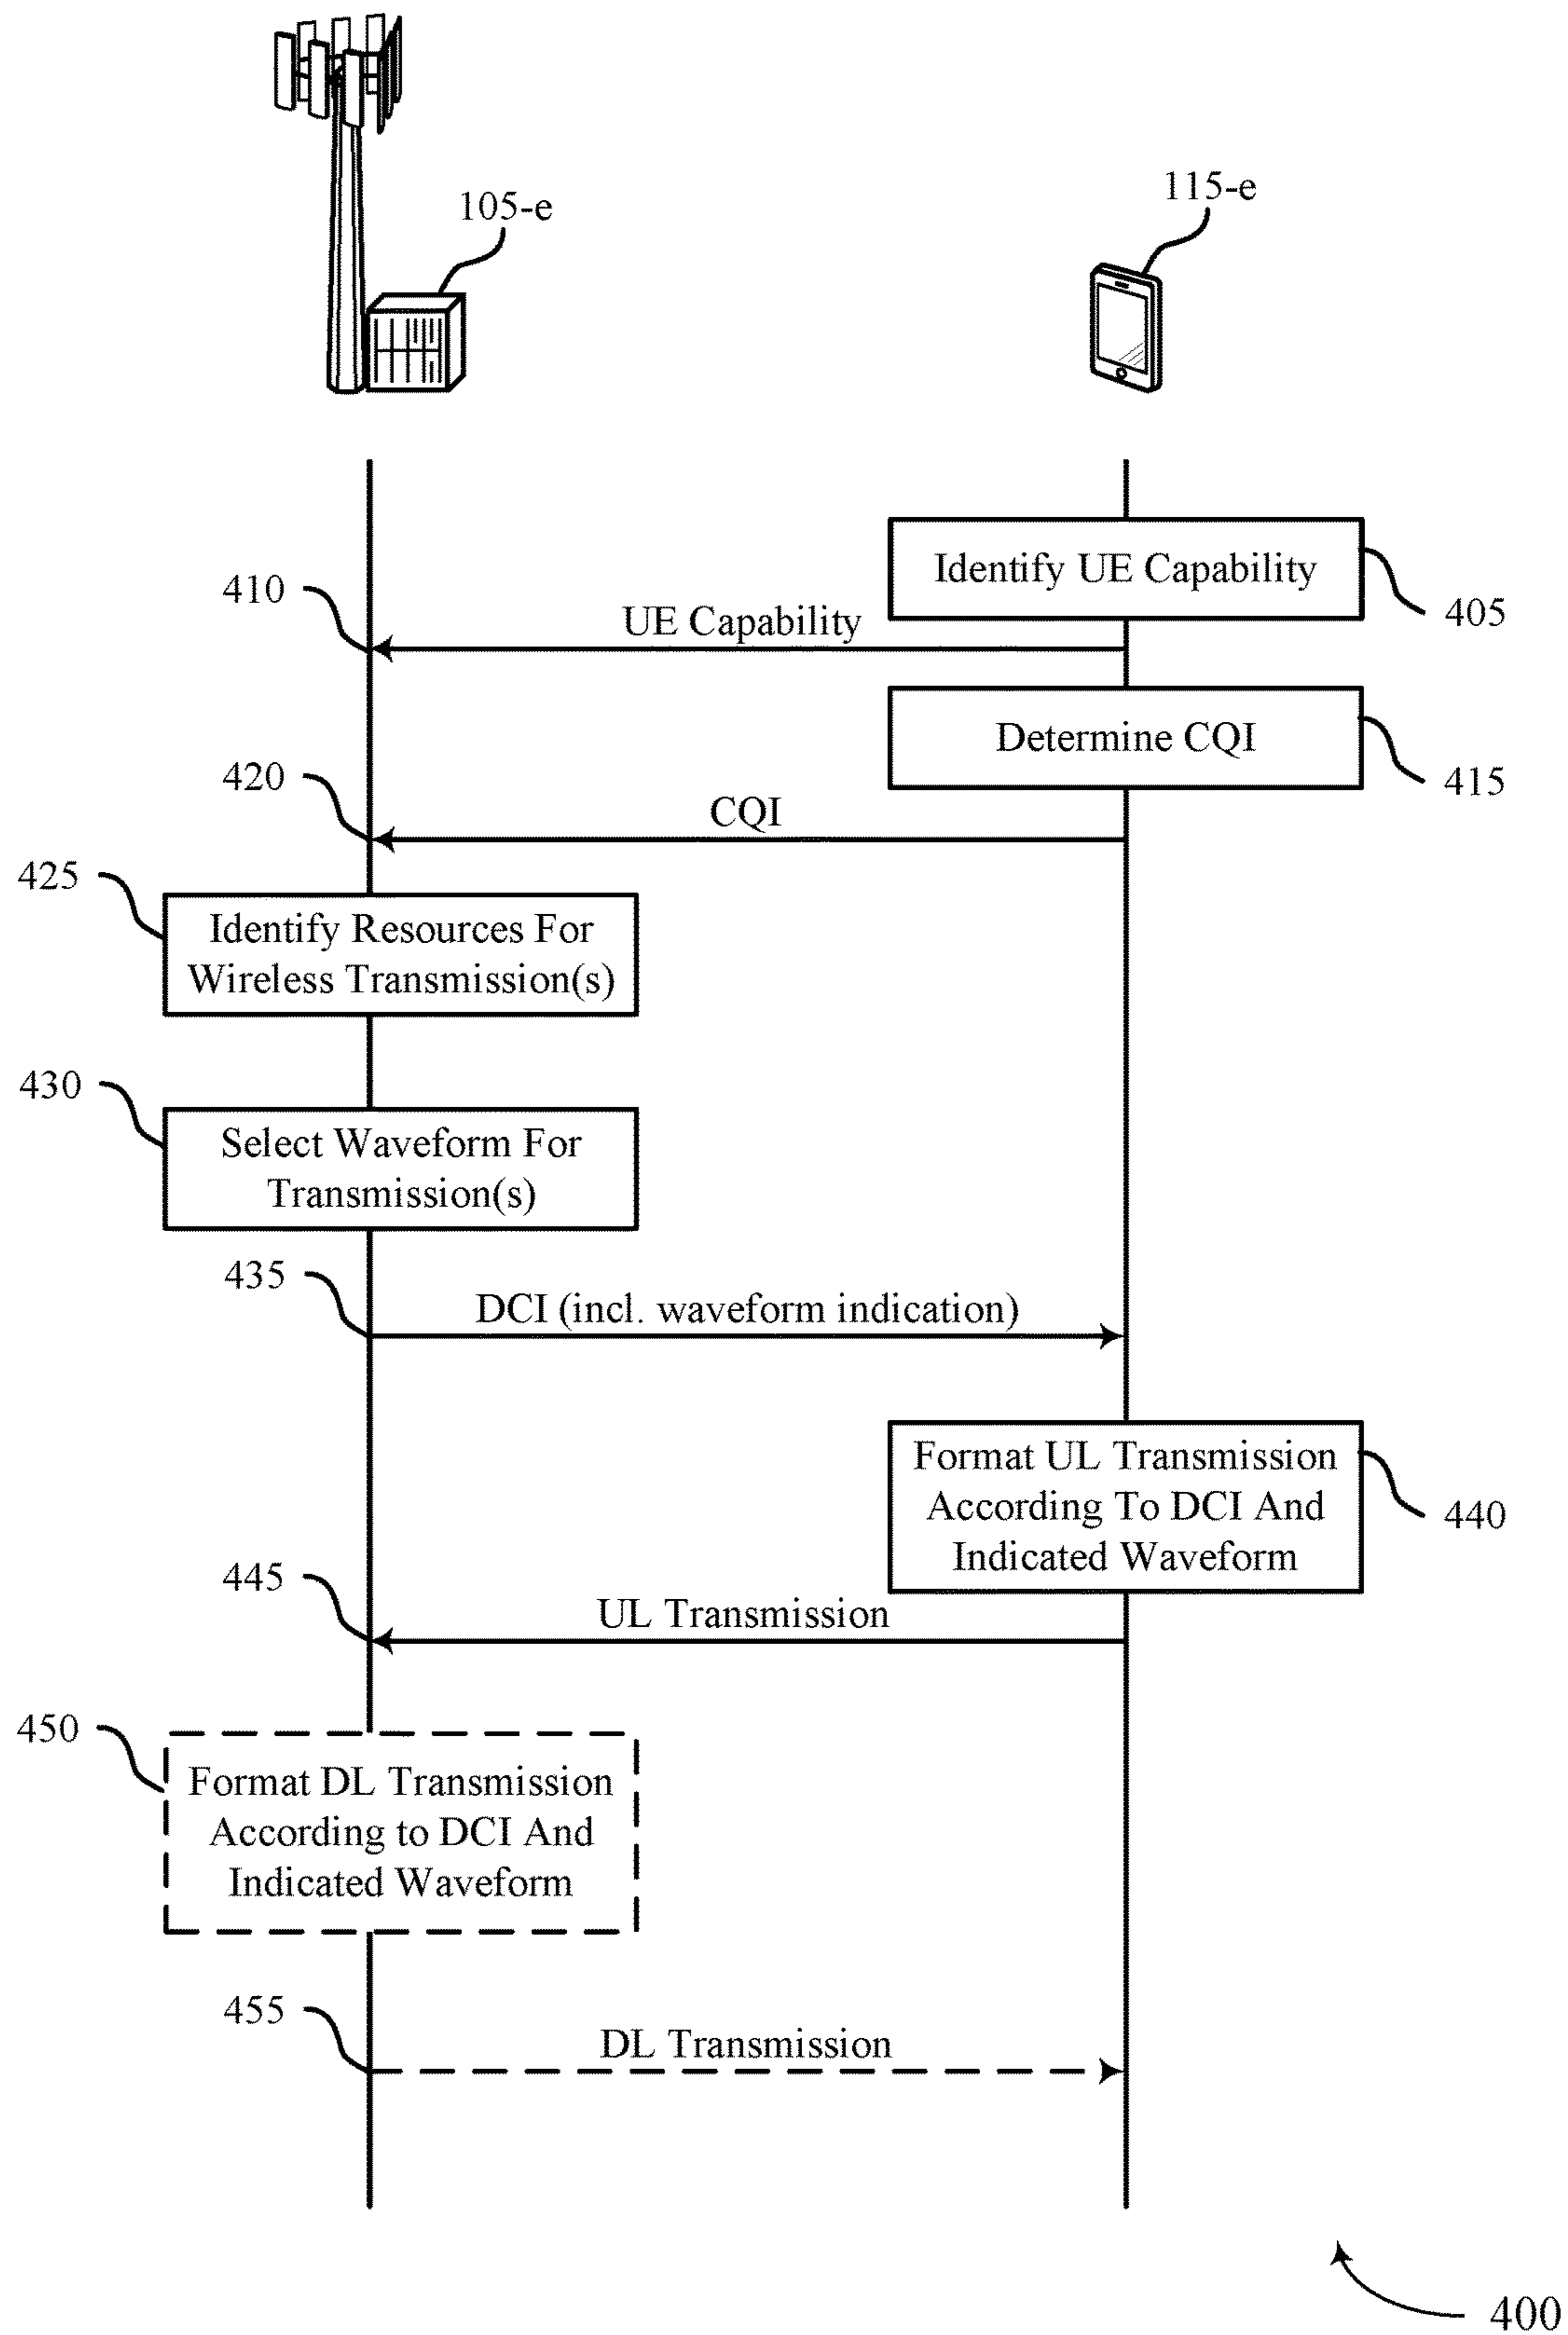 105-e
115-e
Identify UE Capability
405
410
UE Capability
Determine CQI
415
420
CQI
425
Identify Resources For
Wireless Transmission(s)
430
Select Waveform For
Transmission(s)
435
DCI (incl. waveform indication)
Format UL Transmission
According To DCI And
Indicated Waveform
440
445
UL Transmission
450
Format DL Transmission
According to DCI And
Indicated Waveform
455
DL Transmission
400